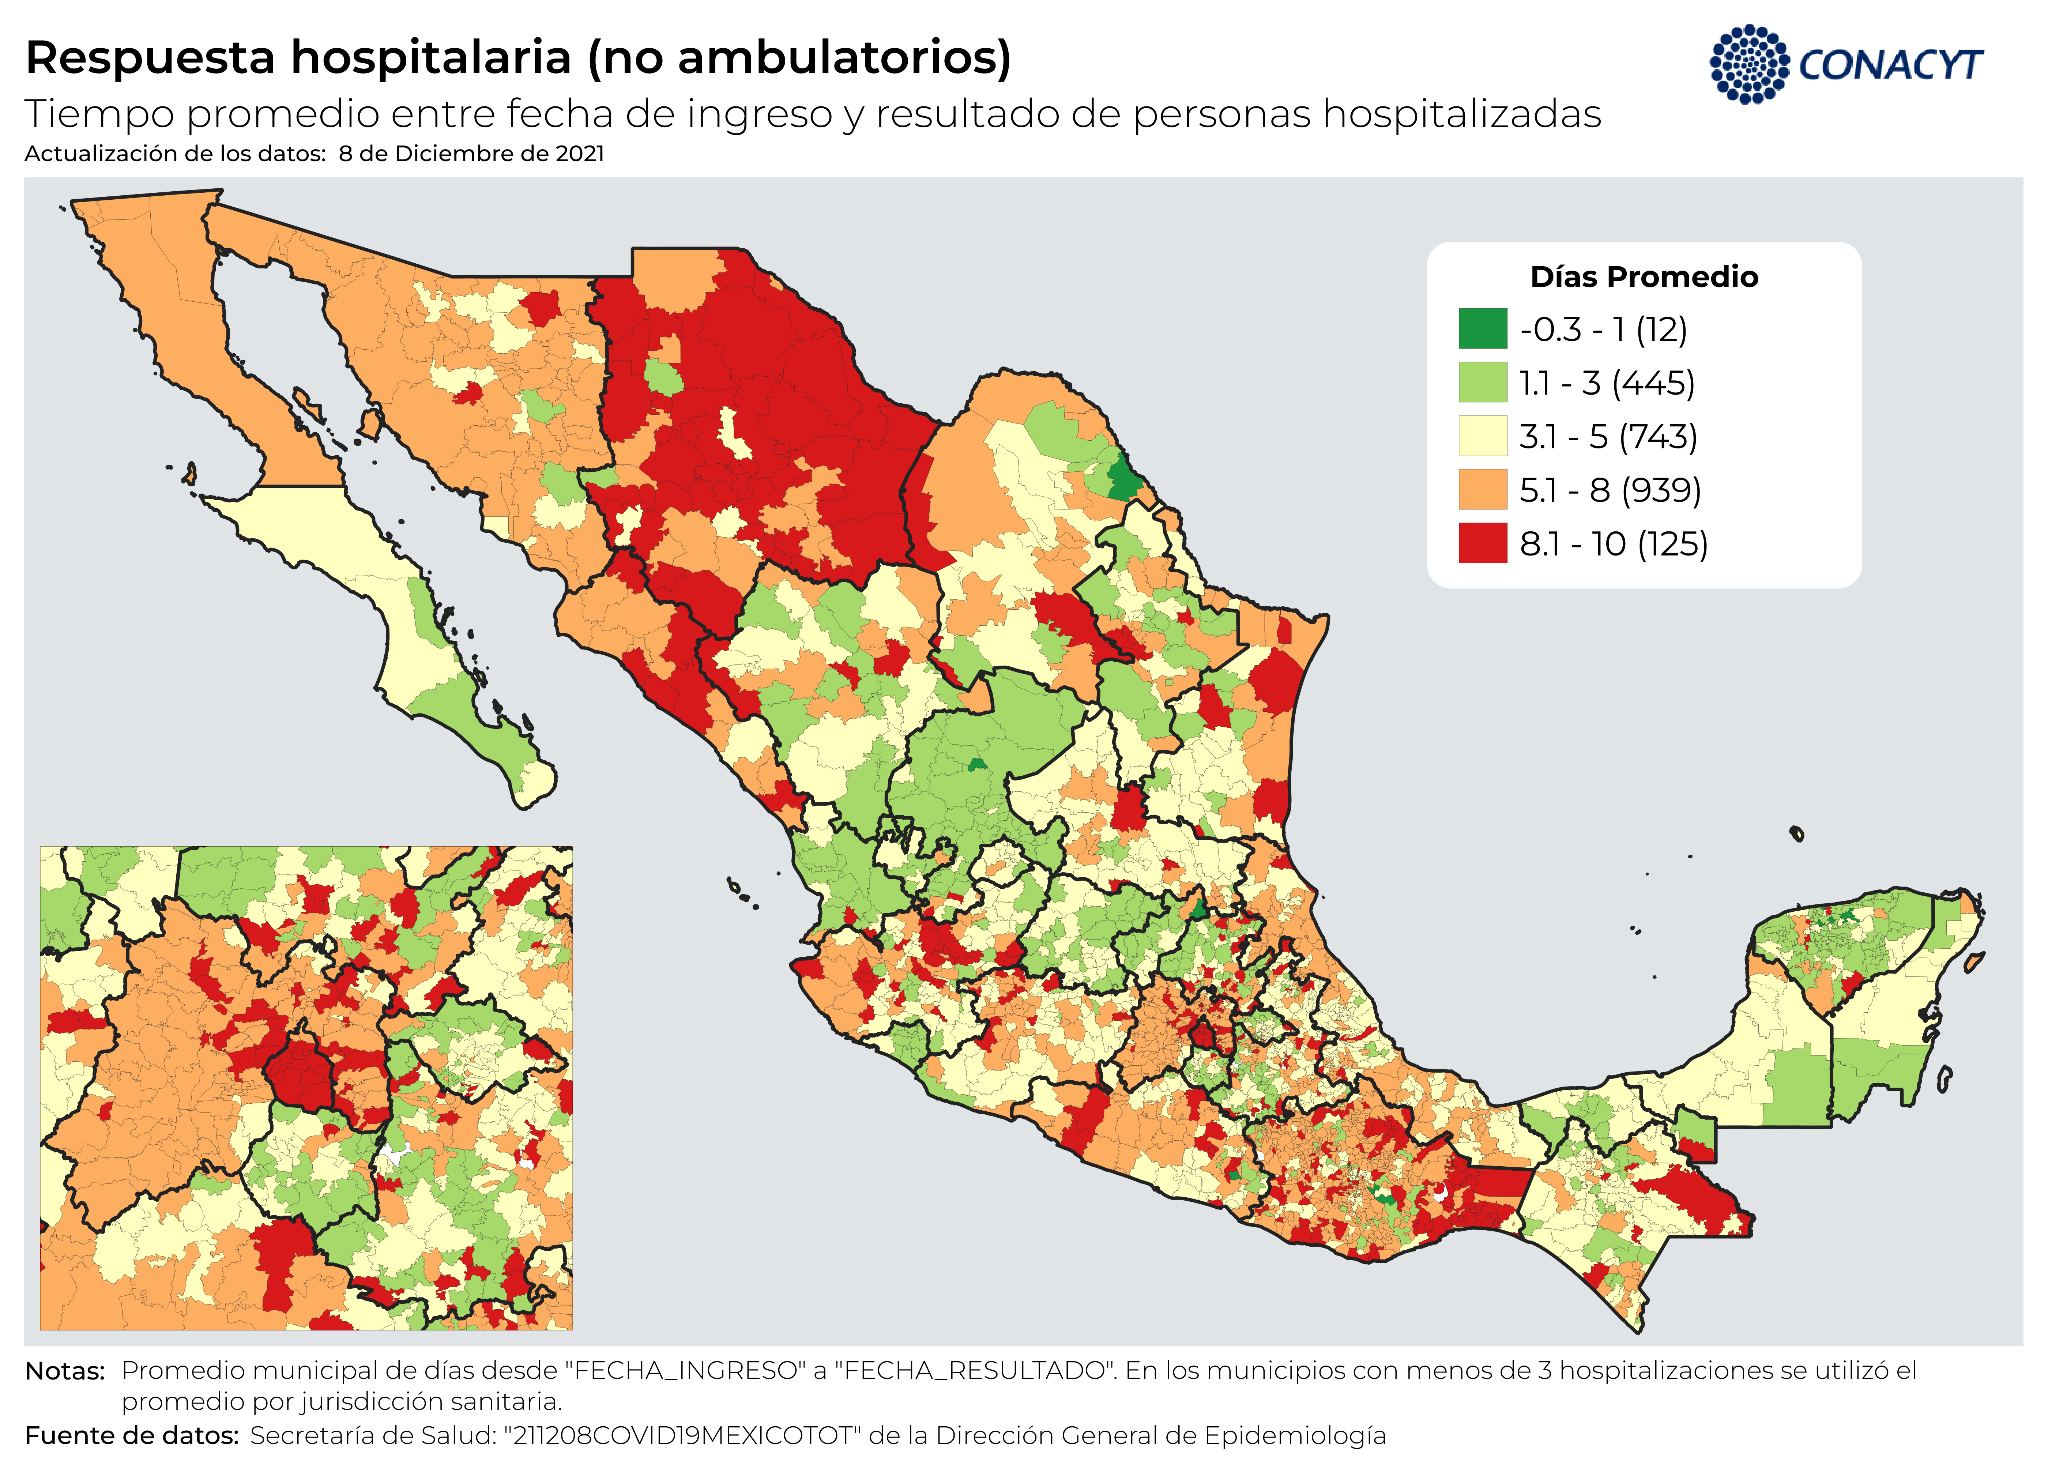 Respuesta hospitalaria (no ambulatorios)
CONACYT
Tiempo promedio entre fecha de ingreso y resultado de personas hospitalizadas
Actualización de los datos: 8 de Diciembre de 2021
Días Promedio
-0.3 - 1 (12)
1.1 - 3 (445)
3.1 - 5 (743)
5.1 - 8 (939)
8.1 - 10 (125)
Notas: Promedio municipal de días desde "FECHA_INGRESO" a "FECHA_RESULTADO". En los municipios con menos de 3 hospitalizaciones se utilizó el
promedio por jurisdicción sanitaria.
Fuente de datos: Secretaría de Salud: "211208COVID19MEXICOTOT" de la Dirección General de Epidemiología